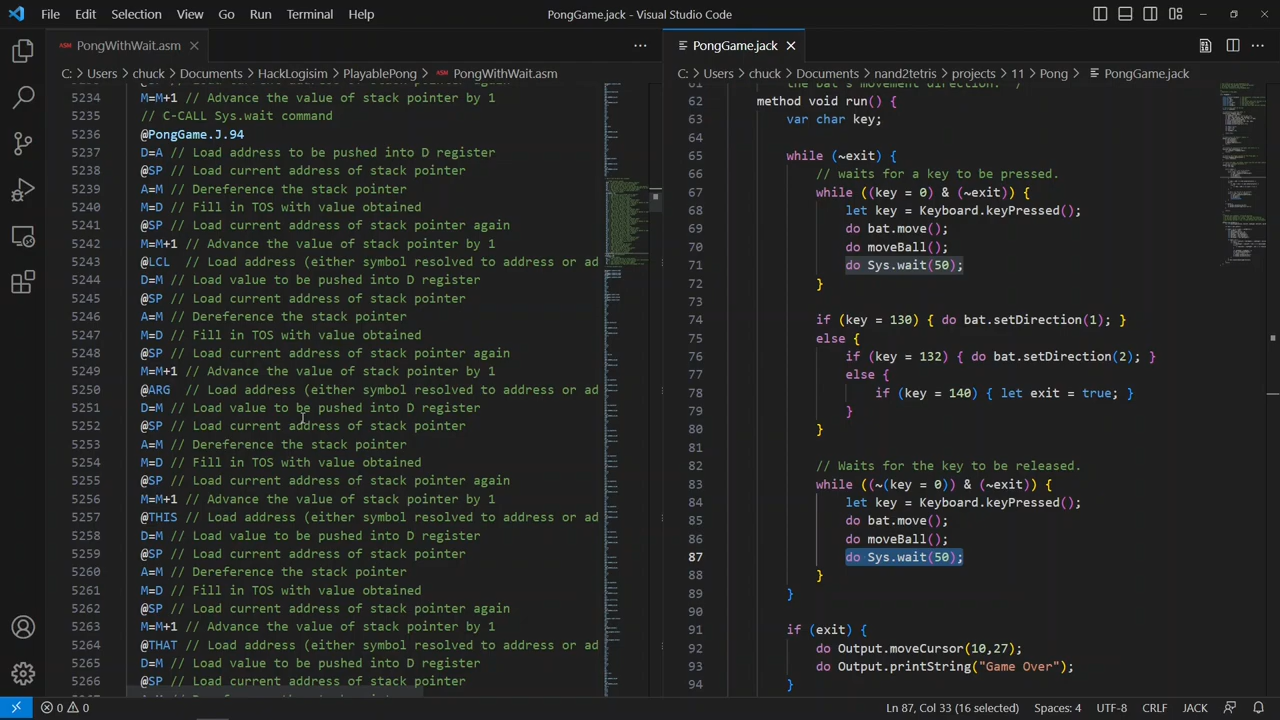 File Edit Selection View Go Run Terminal Help
PongGame.jack - Visual Studio Code
ASM PongWithWait.asm
C: > Users > chuck > Documents > HackLogisim > PlayablePong > ASM PongWithWait.asm
5234 M=M+1 // Advance the value of stack pointer by 1
5235 // C-CALL Sys.wait command
5236 @PongGame.J.94
5237 D=A // Load address to be pushed into D register
5238 @SP // Load current address of stack pointer
5239 A=M // Dereference the stack pointer
5240 M=D // Fill in TOS with value obtained
5241 @SP // Load current address of stack pointer again
5242 M=M+1 // Advance the value of stack pointer by 1
5243 @LCL // Load address (either symbol resolved to address or ad
5244 D=M // Load value to be pushed into D register
5245 @SP // Load current address of stack pointer
5246 A=M // Dereference the stack pointer
5247 M=D // Fill in TOS with value obtained
5248 @SP // Load current address of stack pointer again
5249 M=M+1 // Advance the value of stack pointer by 1
5250 @ARG // Load address (either symbol resolved to address or ad
5251 D=M // Load value to be pushed into D register
5252 @SP // Load current address of stack pointer
5253 A=M // Dereference the stack pointer
5254 M=D // Fill in TOS with value obtained
5255 @SP // Load current address of stack pointer again
5256 M=M+1 // Advance the value of stack pointer by 1
5257 @THIS // Load address (either symbol resolved to address or ad
5258 D=M // Load value to be pushed into D register
5259 @SP // Load current address of stack pointer
5260 A=M // Dereference the stack pointer
5261 M=D // Fill in TOS with value obtained
5262 @SP // Load current address of stack pointer again
5263 M=M+1 // Advance the value of stack pointer by 1
5264 @THAT // Load address (either symbol resolved to address or ad
5265 D=M // Load value to be pushed into D register
5266 @SP // Load current address of stack pointer
PongGame.jack
C: > Users > chuck > Documents > nand2tetris > projects > 11 > Pong > PongGame.jack
61 the bat's movement direction. */
62 method void run() {
63 var char key;
64
65 while (~exit) {
66 // waits for a key to be pressed.
67 while ((key = 0) & (~exit)) {
68 let key = Keyboard.keyPressed();
69 do bat.move();
70 do moveBall();
71 do Sys.wait(50);
72 }
73
74 if (key = 130) { do bat.setDirection(1); }
75 else {
76 if (key = 132) { do bat.setDirection(2); }
77 else {
78 if (key = 140) { let exit = true; }
79 }
80 }
81
82 // Waits for the key to be released.
83 while ((~(key = 0)) & (~exit)) {
84 let key = Keyboard.keyPressed();
85 do bat.move();
86 do moveBall();
87 do Sys.wait(50);
88 }
89 }
90
91 if (exit) {
92 do Output.moveCursor(10,27);
93 do Output.printString("Game Over");
94 }
0 0 Ln 87, Col 33 (16 selected) Spaces: 4 UTF-8 CRLF JACK